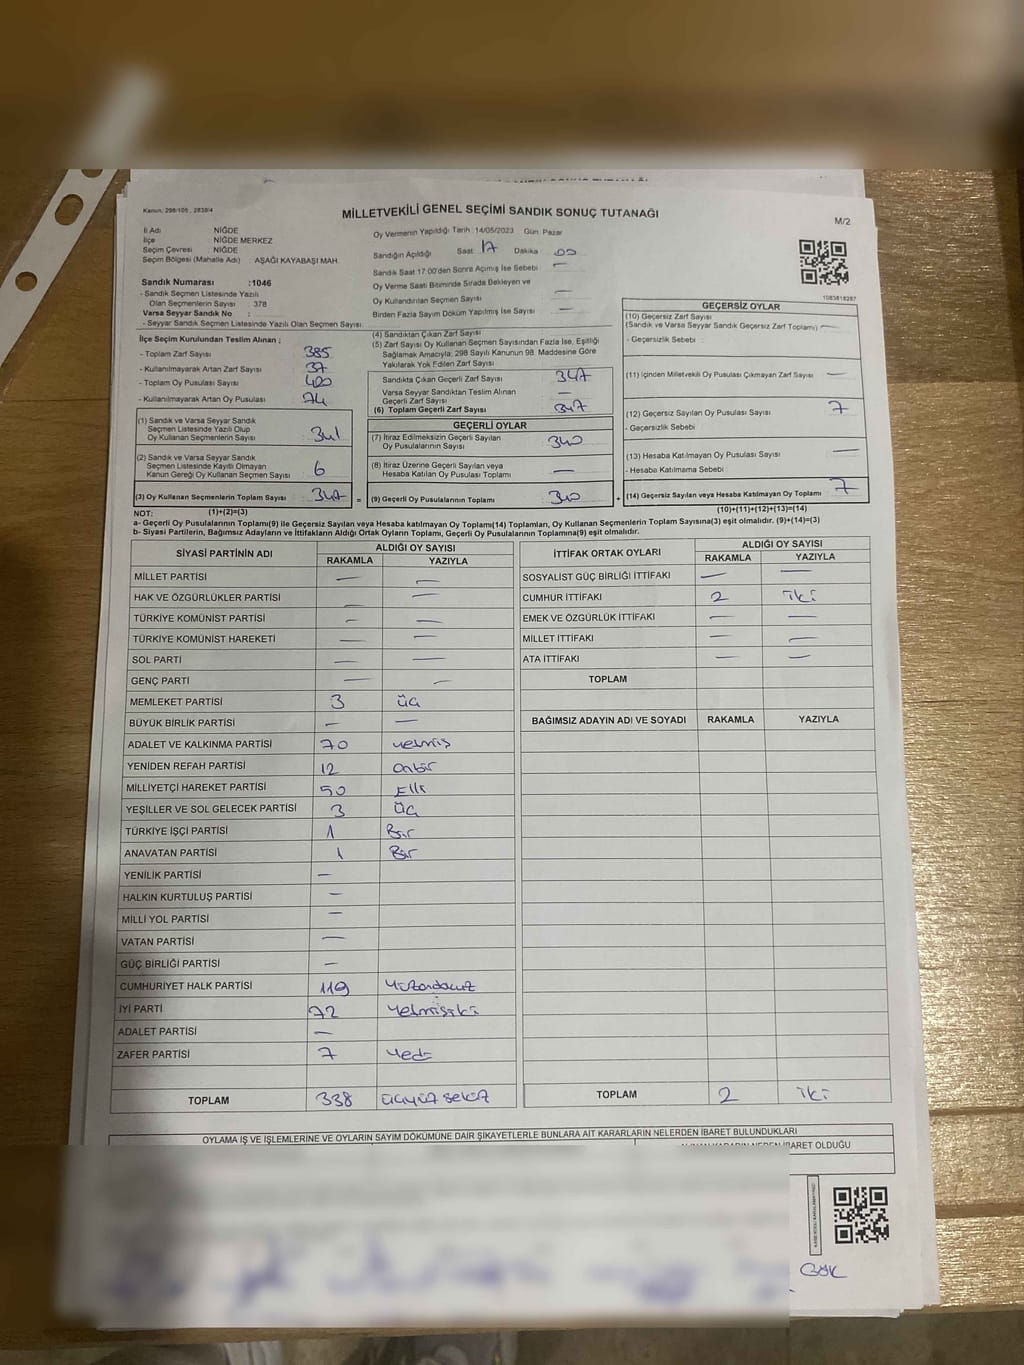 Kanun: 298/105 , 2839/4
MİLLETVEKİLİ GENEL SEÇİMİ SANDIK SONUÇ TUTANAĞI
M/2
İl Adı NİĞDE
İlçe NİĞDE MERKEZ
Seçim Çevresi NİĞDE
Seçim Bölgesi (Mahalle Adı) AŞAĞI KAYABAŞI MAH.
Oy Vermenin Yapıldığı Tarih :14/05/2023 Gün: Pazar
Sandığın Açıldığı Saat 17 Dakika 00
Sandık Saat 17:00'den Sonra Açılmış İse Sebebi —
Oy Verme Saati Bitiminde Sırada Bekleyen ve
Oy Kullandırılan Seçmen Sayısı —
Birden Fazla Sayım Döküm Yapılmış İse Sayısı —
1083818287
Sandık Numarası :1046
- Sandık Seçmen Listesinde Yazılı
Olan Seçmenlerin Sayısı : 378
Varsa Seyyar Sandık No :
- Seyyar Sandık Seçmen Listesinde Yazılı Olan Seçmen Sayısı
İlçe Seçim Kurulundan Teslim Alınan ;
- Toplam Zarf Sayısı 385
- Kullanılmayarak Artan Zarf Sayısı 37
- Toplam Oy Pusulası Sayısı 420
- Kullanılmayarak Artan Oy Pusulası 74
(1) Sandık ve Varsa Seyyar Sandık
Seçmen Listesinde Yazılı Olup
Oy Kullanan Seçmenlerin Sayısı 341
(2) Sandık ve Varsa Seyyar Sandık
Seçmen Listesinde Kayıtlı Olmayan
Kanun Gereği Oy Kullanan Seçmen Sayısı 6
(3) Oy Kullanan Seçmenlerin Toplam Sayısı 347 =
(1)+(2)=(3)
(4) Sandıktan Çıkan Zarf Sayısı
(5) Zarf Sayısı Oy Kullanan Seçmen Sayısından Fazla İse, Eşitliği
Sağlamak Amacıyla; 298 Sayılı Kanunun 98. Maddesine Göre
Yakılarak Yok Edilen Zarf Sayısı
Sandıkta Çıkan Geçerli Zarf Sayısı 347
Varsa Seyyar Sandıktan Teslim Alınan
Geçerli Zarf Sayısı —
(6) Toplam Geçerli Zarf Sayısı 347
GEÇERLİ OYLAR
(7) İtiraz Edilmeksizin Geçerli Sayılan
Oy Pusulalarının Sayısı 340
(8) İtiraz Üzerine Geçerli Sayılan veya
Hesaba Katılan Oy Pusulası Toplamı —
(9) Geçerli Oy Pusulalarının Toplamı 340 +
GEÇERSİZ OYLAR
(10) Geçersiz Zarf Sayısı
(Sandık ve Varsa Seyyar Sandık Geçersiz Zarf Toplamı) —
- Geçersizlik Sebebi :
(11) İçinden Milletvekili Oy Pusulası Çıkmayan Zarf Sayısı —
(12) Geçersiz Sayılan Oy Pusulası Sayısı 7
- Geçersizlik Sebebi
(13) Hesaba Katılmayan Oy Pusulası Sayısı —
- Hesaba Katılmama Sebebi
(14) Geçersiz Sayılan veya Hesaba Katılmayan Oy Toplamı 7
(10)+(11)+(12)+(13)=(14)
NOT:
a- Geçerli Oy Pusulalarının Toplamı(9) ile Geçersiz Sayılan veya Hesaba katılmayan Oy Toplamı(14) Toplamları, Oy Kullanan Seçmenlerin Toplam Sayısına(3) eşit olmalıdır. (9)+(14)=(3)
b- Siyasi Partilerin, Bağımsız Adayların ve İttifakların Aldığı Ortak Oyların Toplamı, Geçerli Oy Pusulalarının Toplamına(9) eşit olmalıdır.
SİYASİ PARTİNİN ADI ALDIĞI OY SAYISI
RAKAMLA YAZIYLA
MİLLET PARTİSİ — —
HAK VE ÖZGÜRLÜKLER PARTİSİ — —
TÜRKİYE KOMÜNİST PARTİSİ — —
TÜRKİYE KOMÜNİST HAREKETİ — —
SOL PARTİ — —
GENÇ PARTİ — —
MEMLEKET PARTİSİ 3 üç
BÜYÜK BİRLİK PARTİSİ — —
ADALET VE KALKINMA PARTİSİ 70 yetmiş
YENİDEN REFAH PARTİSİ 12
MİLLİYETÇİ HAREKET PARTİSİ 50 Elli
YEŞİLLER VE SOL GELECEK PARTİSİ 3 Üç
TÜRKİYE İŞÇİ PARTİSİ 1 Bir
ANAVATAN PARTİSİ 1 Bir
YENİLİK PARTİSİ —
HALKIN KURTULUŞ PARTİSİ —
MİLLİ YOL PARTİSİ —
VATAN PARTİSİ —
GÜÇ BİRLİĞİ PARTİSİ —
CUMHURİYET HALK PARTİSİ 119 Yüzondokuz
İYİ PARTİ 72 Yetmişiki
ADALET PARTİSİ —
ZAFER PARTİSİ 7 Yedi
TOPLAM 338 üçyüz sekiz
İTTİFAK ORTAK OYLARI ALDIĞI OY SAYISI
RAKAMLA YAZIYLA
SOSYALİST GÜÇ BİRLİĞİ İTTİFAKI — —
CUMHUR İTTİFAKI 2 iki
EMEK VE ÖZGÜRLÜK İTTİFAKI — —
MİLLET İTTİFAKI — —
ATA İTTİFAKI — —
TOPLAM
BAĞIMSIZ ADAYIN ADI VE SOYADI RAKAMLA YAZIYLA
TOPLAM 2 iki
OYLAMA İŞ VE İŞLEMLERİNE VE OYLARIN SAYIM DÖKÜMÜNE DAİR ŞİKAYETLERLE BUNLARA AİT KARARLARIN NELERDEN İBARET BULUNDUKLARI
ALINAN KARARIN NEDEN İBARET OLDUĞU